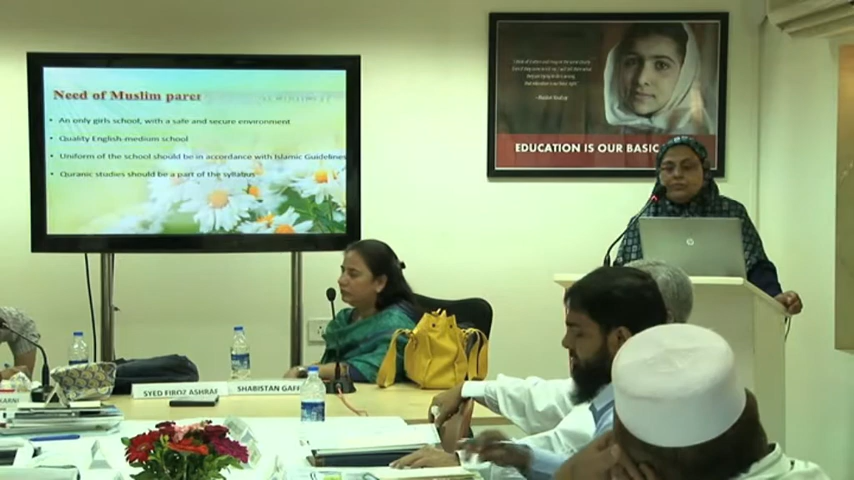 Need of Muslim parer
• An only girls school, with a safe and secure environment
• Quality English-medium school
• Uniform of the school should be in accordance with Islamic Guidelines
• Quranic studies should be a part of the syllabus
EDUCATION IS OUR BASIC
hp
SYED FIROZ ASHRAF
SHABISTAN GAFF
KARNI